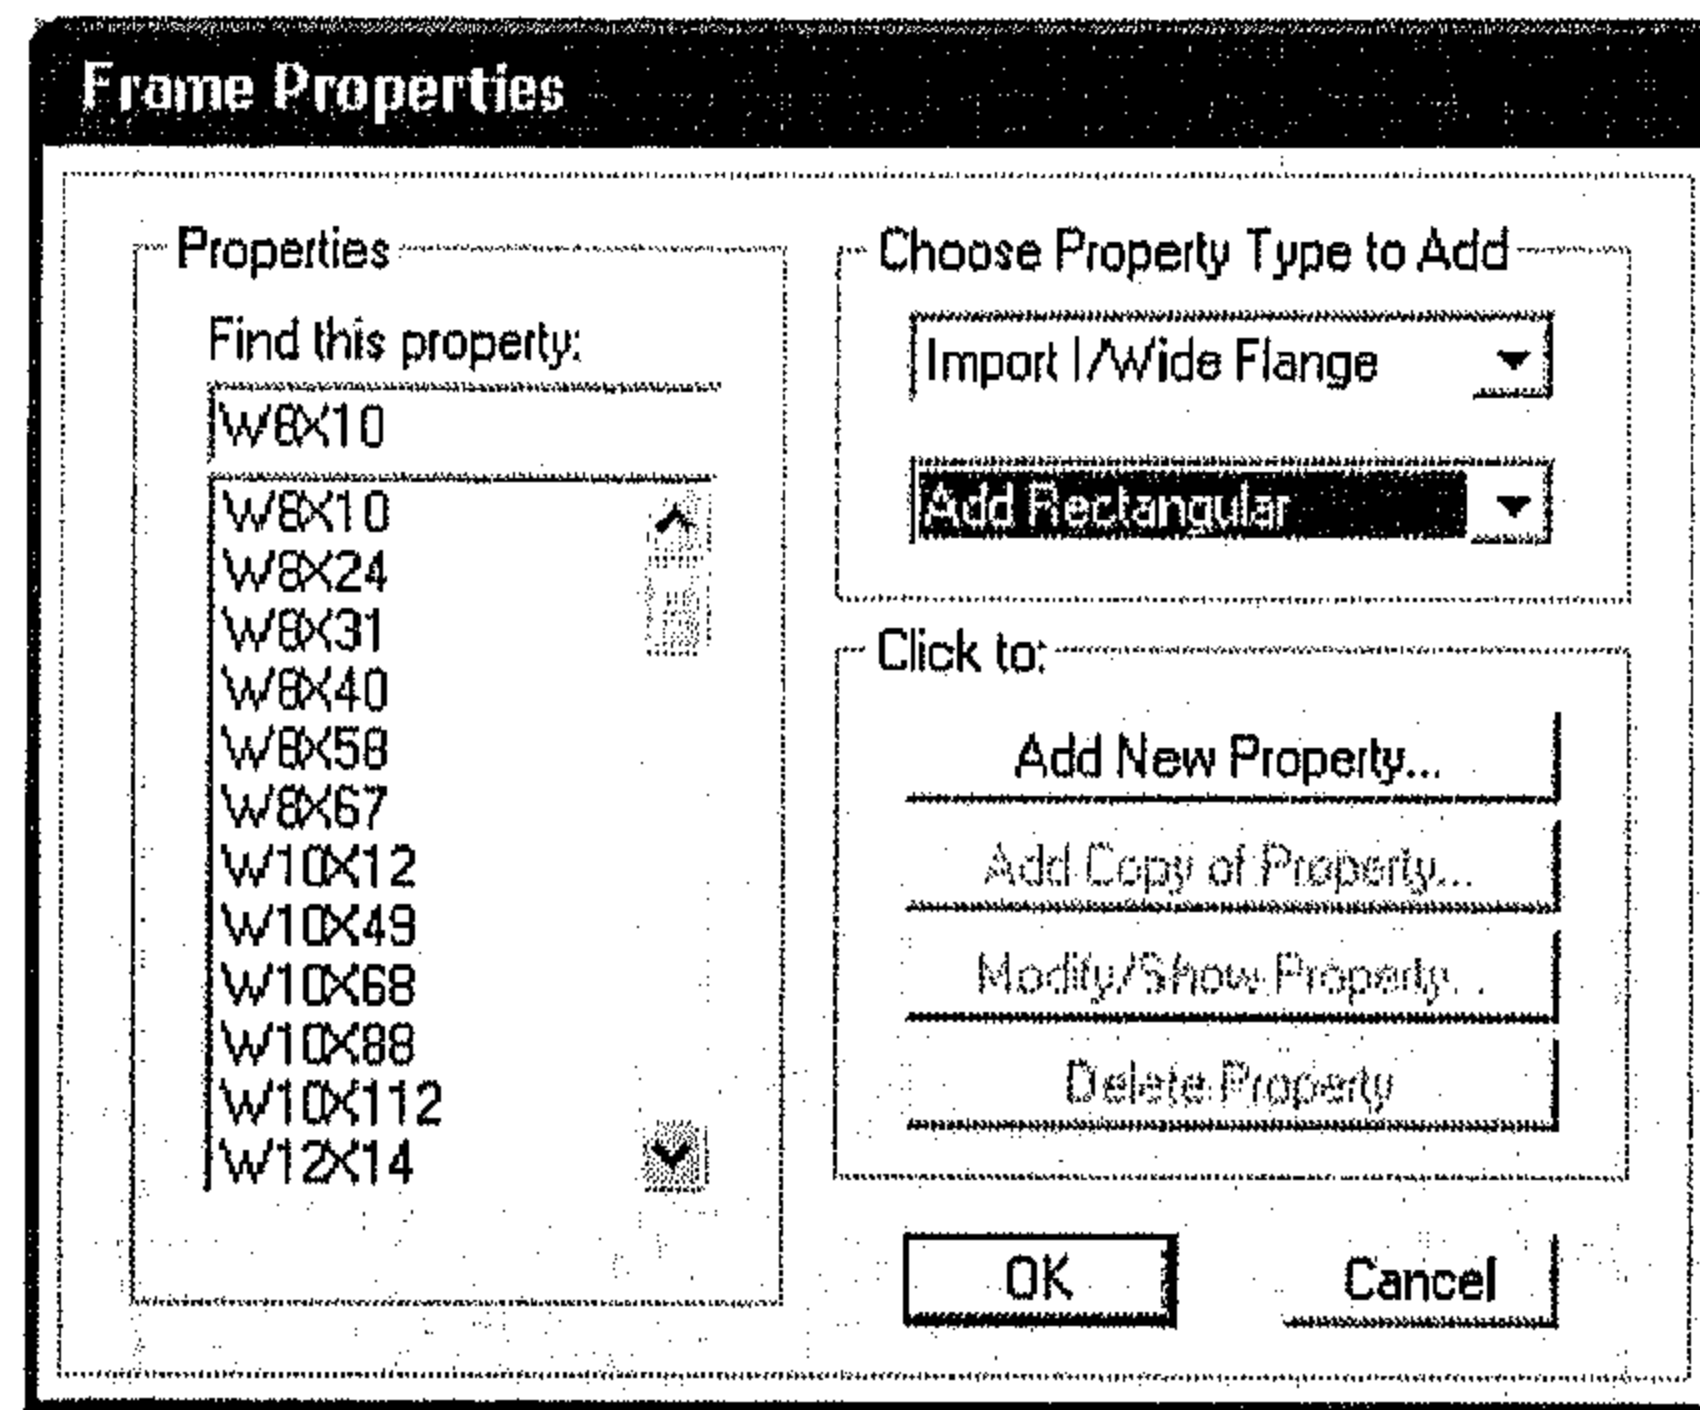 Frame Properties
Properties
Find this property:
W8X10
W8X10
W8X24
W8X31
W8X40
W8X58
W8X67
W10X12
W10X49
W10X68
W10X88
W10X112
W12X14
Choose Property Type to Add
Import I/Wide Flange
Add Rectangular
Click to:
Add New Property...
Add Copy of Property...
Modify/Show Property...
Delete Property
OK
Cancel